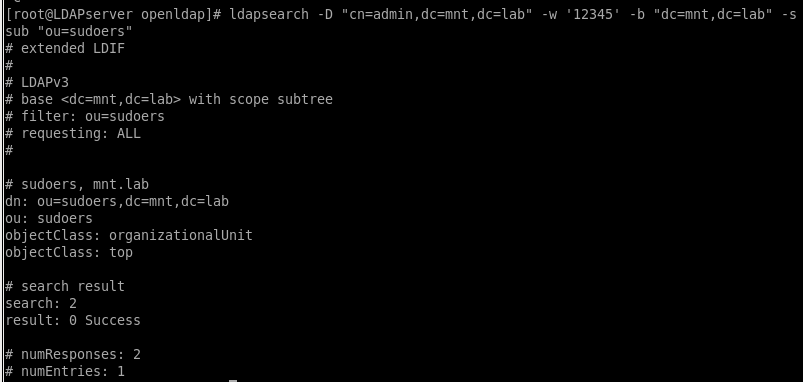 [root@LDAPserver openldap]# ldapsearch -D "cn=admin,dc=mnt,dc=lab" -w '12345' -b "dc=mnt,dc=lab" -s
sub "ou=sudoers"
# extended LDIF
#
# LDAPv3
# base <dc=mnt,dc=lab> with scope subtree
# filter: ou=sudoers
# requesting: ALL
#
# sudoers, mnt.lab
dn: ou=sudoers,dc=mnt,dc=lab
ou: sudoers
objectClass: organizationalUnit
objectClass: top
# search result
search: 2
result: 0 Success
# numResponses: 2
# numEntries: 1